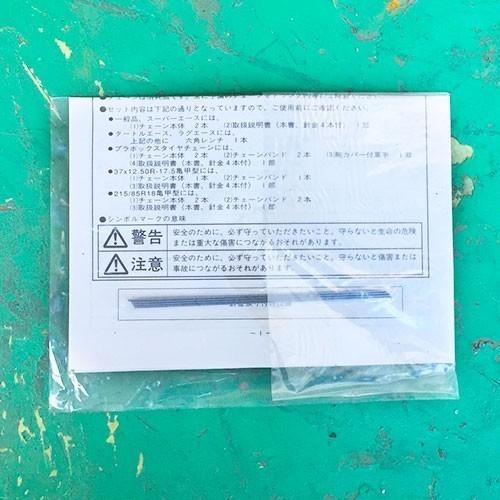 ●セット内容は下記の通りとなっていますので、ご使用前にご確認ください。
●一般品、スーパーエースには、
(1)チェーン本体 2本 (2)取扱説明書(本書、針金4本付) 1部
●タートルエース、ラグエースには、
上記の他に 六角レンチ 1本
●ブラボックスタイヤチェーンには、
(1)チェーン本体 2本 (2)チェーンバンド 2本 (3)腕カバー付軍手 1組
(4)取扱説明書(本書、針金4本付) 1部
●37x12.50R-17.5亀甲型には、
(1)チェーン本体 2本 (2)チェーンバンド 2本
(3)取扱説明書(本書、針金4本付) 1部
●215/85R18亀甲型には、
(1)チェーン本体 2本 (2)チェーンバンド 2本
(3)取扱説明書(本書、針金4本付) 1部
●シンボルマークの意味
警告 安全のために、必ず守っていただきたいこと。守らないと生命の危険
または重大な傷害につながるおそれがあります。
注意 安全のために、必ず守っていただきたいこと。守らないと傷害または
事故につながるおそれがあります。
-1-